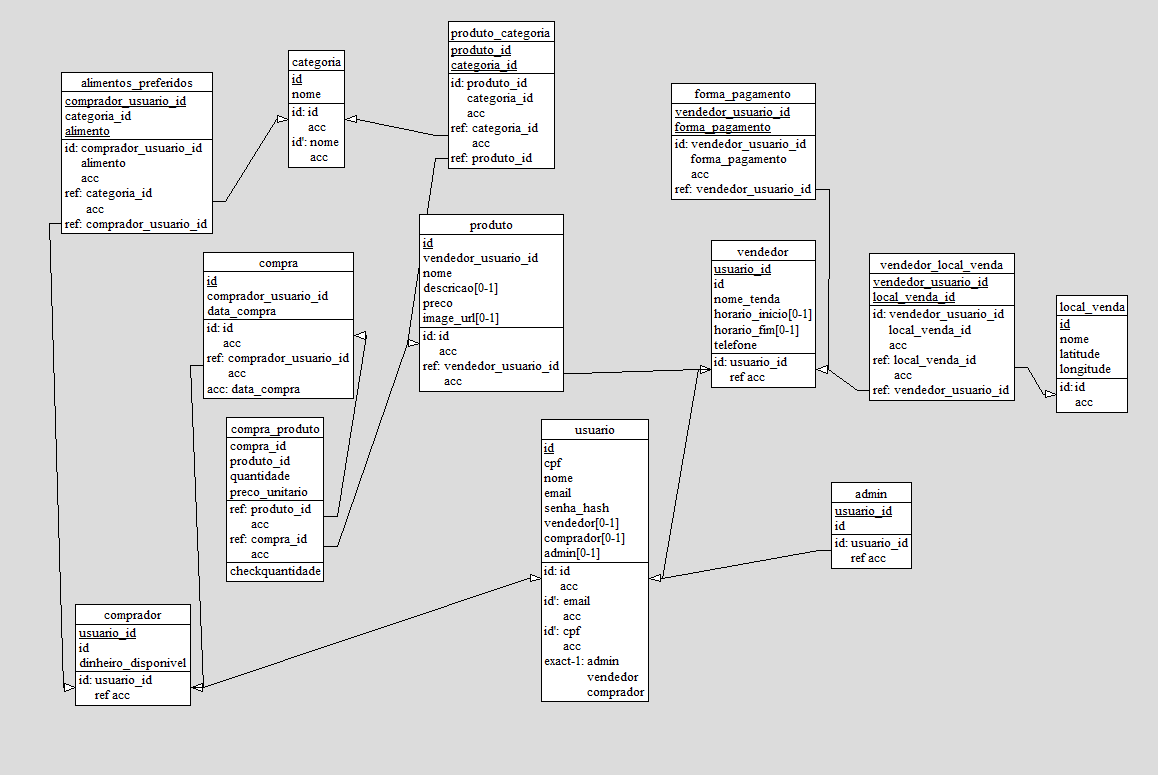 produto_categoria
produto_id
categoria_id
id: produto_id
categoria_id
acc
ref: categoria_id
acc
ref: produto_id
categoria
id
nome
id: id
acc
id': nome
acc
alimentos_preferidos
comprador_usuario_id
categoria_id
alimento
id: comprador_usuario_id
alimento
acc
ref: categoria_id
acc
ref: comprador_usuario_id
forma_pagamento
vendedor_usuario_id
forma_pagamento
id: vendedor_usuario_id
forma_pagamento
acc
ref: vendedor_usuario_id
produto
id
vendedor_usuario_id
nome
descricao[0-1]
preco
image_url[0-1]
id: id
acc
ref: vendedor_usuario_id
acc
compra
id
comprador_usuario_id
data_compra
id: id
acc
ref: comprador_usuario_id
acc
acc: data_compra
vendedor
usuario_id
id
nome_tenda
horario_inicio[0-1]
horario_fim[0-1]
telefone
id: usuario_id
ref acc
vendedor_local_venda
vendedor_usuario_id
local_venda_id
id: vendedor_usuario_id
local_venda_id
acc
ref: local_venda_id
acc
ref: vendedor_usuario_id
local_venda
id
nome
latitude
longitude
id: id
acc
compra_produto
compra_id
produto_id
quantidade
preco_unitario
ref: produto_id
acc
ref: compra_id
acc
checkquantidade
usuario
id
cpf
nome
email
senha_hash
vendedor[0-1]
comprador[0-1]
admin[0-1]
id: id
acc
id': email
acc
id': cpf
acc
exact-1: admin
vendedor
comprador
admin
usuario_id
id
id: usuario_id
ref acc
comprador
usuario_id
id
dinheiro_disponivel
id: usuario_id
ref acc